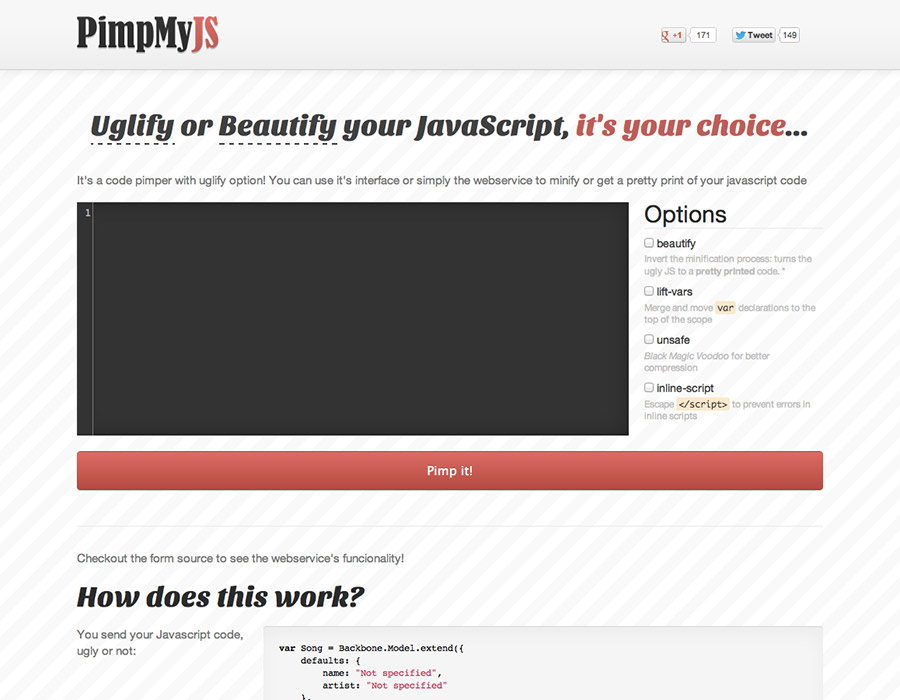 PimpMyJS
+1 171 Tweet 149
Uglify or Beautify your JavaScript, it's your choice...
It's a code pimper with uglify option! You can use it's interface or simply the webservice to minify or get a pretty print of your javascript code
1
Options
beautify
Invert the minification process: turns the
ugly JS to a pretty printed code. *
lift-vars
Merge and move var declarations to the
top of the scope
unsafe
Black Magic Voodoo for better
compression
inline-script
Escape </script> to prevent errors in
inline scripts
Pimp it!
Checkout the form source to see the webservice's funcionality!
How does this work?
You send your Javascript code,
ugly or not:
var Song = Backbone.Model.extend({
defaults: {
name: "Not specified",
artist: "Not specified"
},